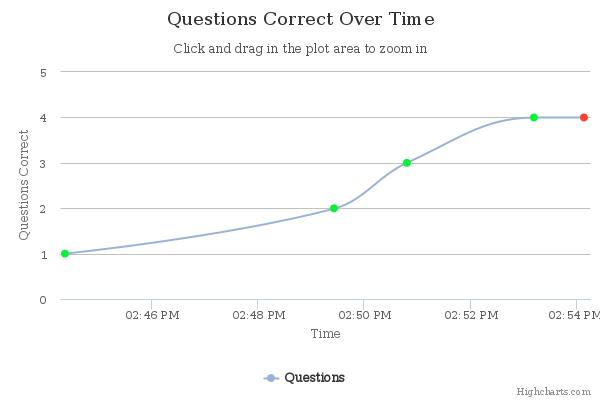 Questions Correct Over Time
Click and drag in the plot area to zoom in
Questions Correct
5
4
3
2
1
0
02:46 PM
02:48 PM
02:50 PM
02:52 PM
02:54 PM
Time
Questions
Highcharts.com